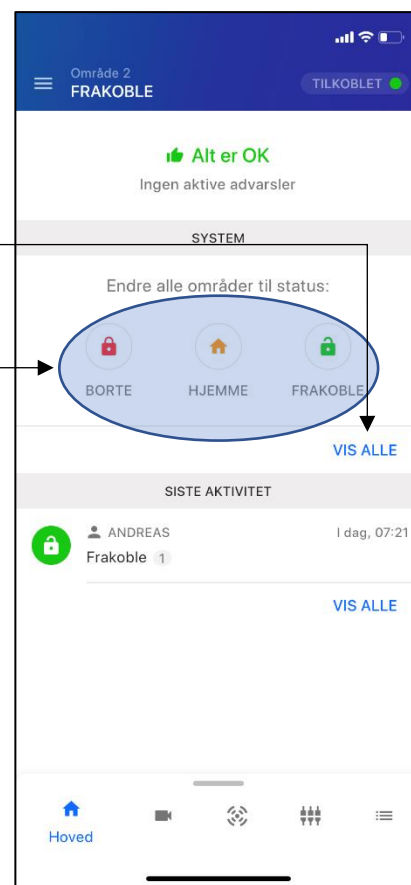 Område 2
FRAKOBLE
TILKOBLET
Alt er OK
Ingen aktive advarsler
SYSTEM
Endre alle områder til status:
BORTE HJEMME FRAKOBLE
VIS ALLE
SISTE AKTIVITET
ANDREAS I dag, 07:21
Frakoble 1
VIS ALLE
Hoved